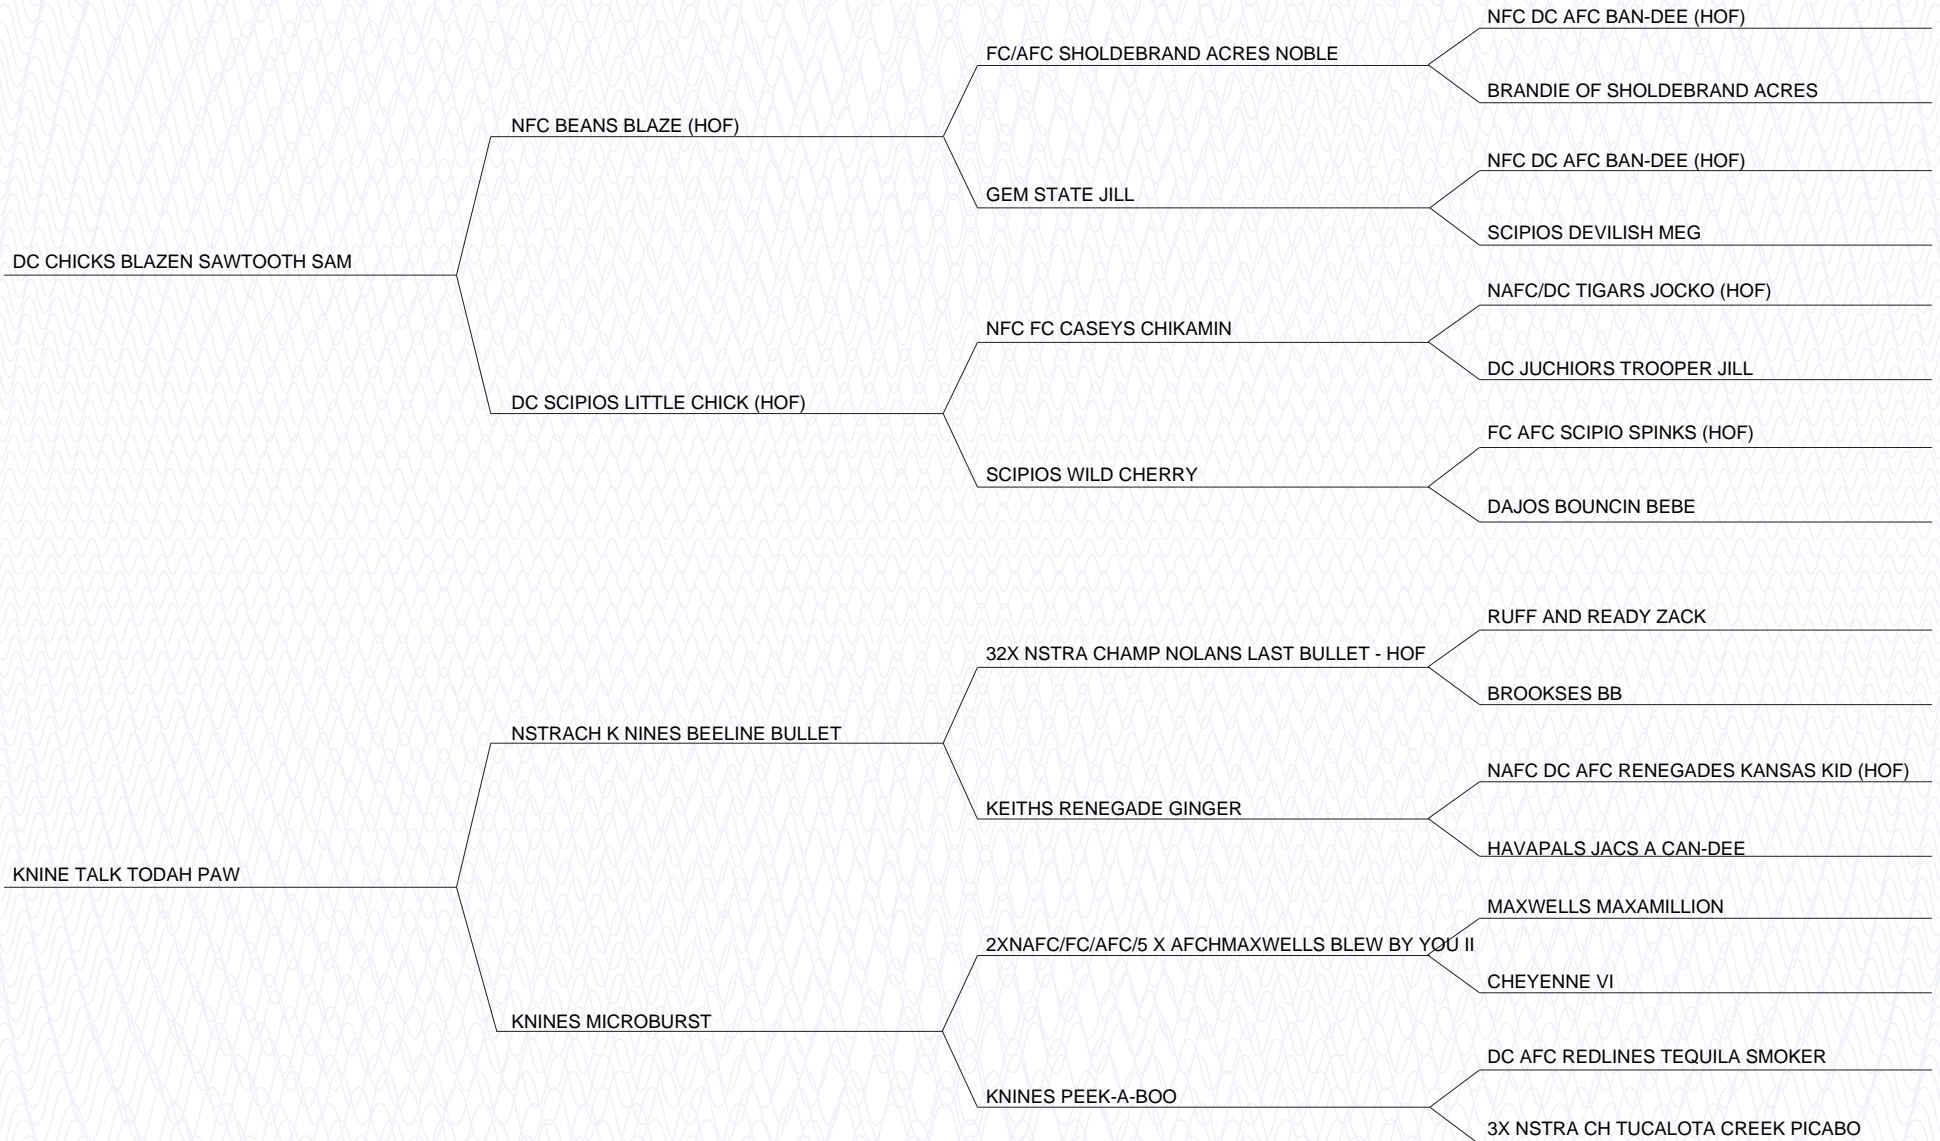 NFC DC AFC BAN-DEE (HOF)
FC/AFC SHOLDEBRAND ACRES NOBLE
BRANDIE OF SHOLDEBRAND ACRES
NFC BEANS BLAZE (HOF)
NFC DC AFC BAN-DEE (HOF)
GEM STATE JILL
SCIPIOS DEVILISH MEG
DC CHICKS BLAZEN SAWTOOTH SAM
NAFC/DC TIGARS JOCKO (HOF)
NFC FC CASEYS CHIKAMIN
DC JUCHIORS TROOPER JILL
DC SCIPIOS LITTLE CHICK (HOF)
FC AFC SCIPIO SPINKS (HOF)
SCIPIOS WILD CHERRY
DAJOS BOUNCIN BEBE
RUFF AND READY ZACK
32X NSTRA CHAMP NOLANS LAST BULLET - HOF
BROOKSES BB
NSTRACH K NINES BEELINE BULLET
NAFC DC AFC RENEGADES KANSAS KID (HOF)
KEITHS RENEGADE GINGER
HAVAPALS JACS A CAN-DEE
KNINE TALK TODAH PAW
MAXWELLS MAXAMILLION
2XNAFC/FC/AFC/5 X AFCHMAXWELLS BLEW BY YOU II
CHEYENNE VI
KNINES MICROBURST
DC AFC REDLINES TEQUILA SMOKER
KNINES PEEK-A-BOO
3X NSTRA CH TUCALOTA CREEK PICABO